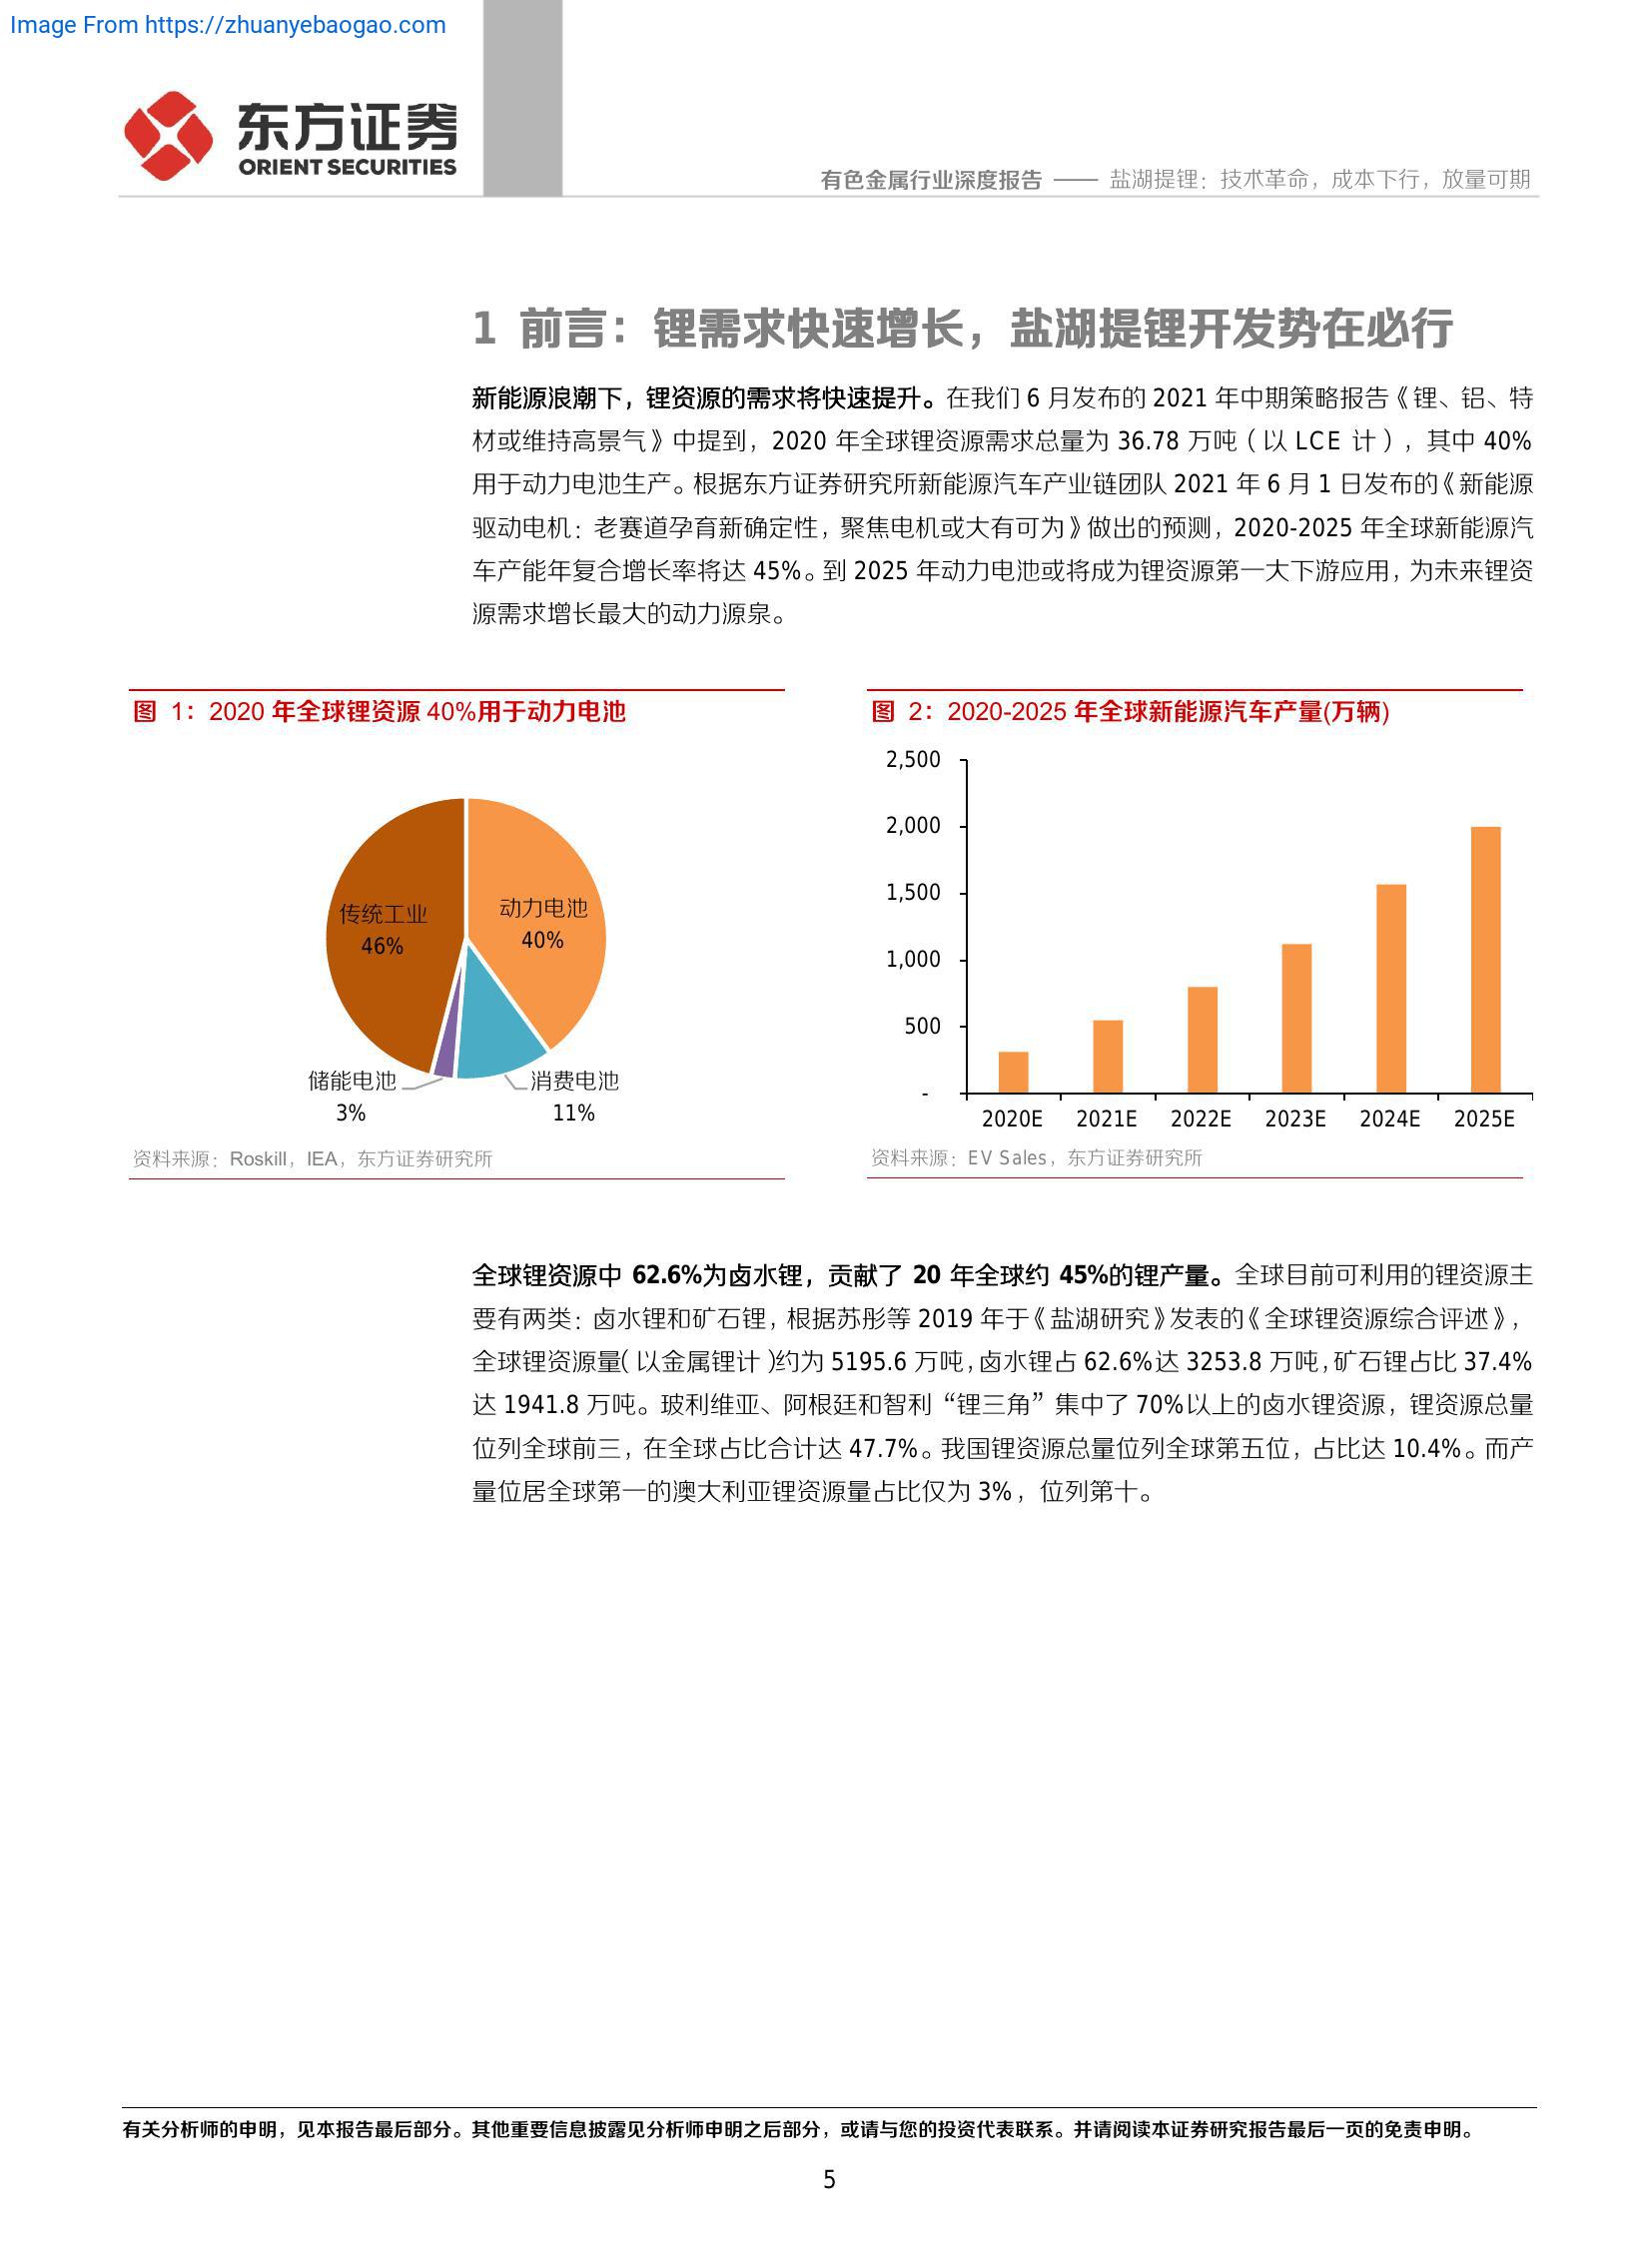 Image From https://zhuanyebaogao.com
东方证券
ORIENT SECURITIES
有色金属行业深度报告 —— 盐湖提锂：技术革命，成本下行，放量可期
1 前言：锂需求快速增长，盐湖提锂开发势在必行
新能源浪潮下，锂资源的需求将快速提升。在我们 6 月发布的 2021 年中期策略报告《锂、铝、特
材或维持高景气》中提到，2020 年全球锂资源需求总量为 36.78 万吨（以 LCE 计），其中 40%
用于动力电池生产。根据东方证券研究所新能源汽车产业链团队 2021 年 6 月 1 日发布的《新能源
驱动电机：老赛道孕育新确定性，聚焦电机或大有可为》做出的预测，2020-2025 年全球新能源汽
车产能年复合增长率将达 45%。到 2025 年动力电池或将成为锂资源第一大下游应用，为未来锂资
源需求增长最大的动力源泉。
图 1：2020 年全球锂资源 40%用于动力电池
传统工业
46%
动力电池
40%
储能电池
3%
消费电池
11%
资料来源：Roskill，IEA，东方证券研究所
图 2：2020-2025 年全球新能源汽车产量(万辆)
2,500
2,000
1,500
1,000
500
-
2020E 2021E 2022E 2023E 2024E 2025E
资料来源：EV Sales，东方证券研究所
全球锂资源中 62.6%为卤水锂，贡献了 20 年全球约 45%的锂产量。全球目前可利用的锂资源主
要有两类：卤水锂和矿石锂，根据苏彤等 2019 年于《盐湖研究》发表的《全球锂资源综合评述》，
全球锂资源量（以金属锂计）约为 5195.6 万吨，卤水锂占 62.6%达 3253.8 万吨，矿石锂占比 37.4%
达 1941.8 万吨。玻利维亚、阿根廷和智利“锂三角”集中了 70%以上的卤水锂资源，锂资源总量
位列全球前三，在全球占比合计达 47.7%。我国锂资源总量位列全球第五位，占比达 10.4%。而产
量位居全球第一的澳大利亚锂资源量占比仅为 3%，位列第十。
有关分析师的申明，见本报告最后部分。其他重要信息披露见分析师申明之后部分，或请与您的投资代表联系。并请阅读本证券研究报告最后一页的免责申明。
5